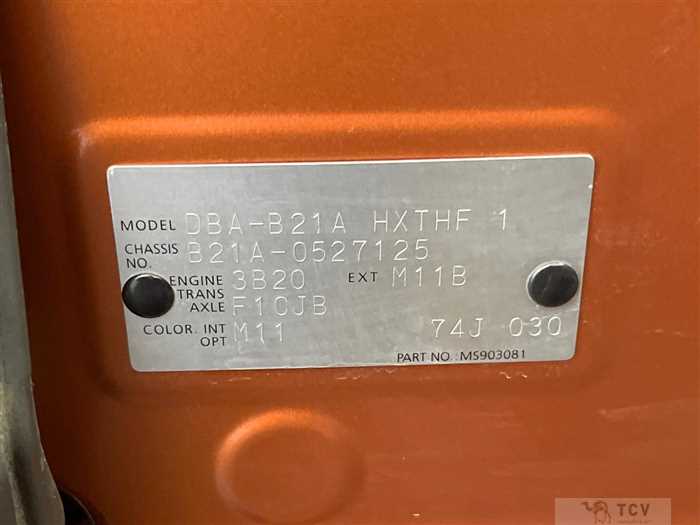 MODEL DBA-B21A HXTHF 1
CHASSIS NO. B21A-0527125
ENGINE 3B20 EXT M11B
TRANS AXLE F1CJB
COLOR. INT OPT M11 74J 030
PART NO.: MS903081
TCV